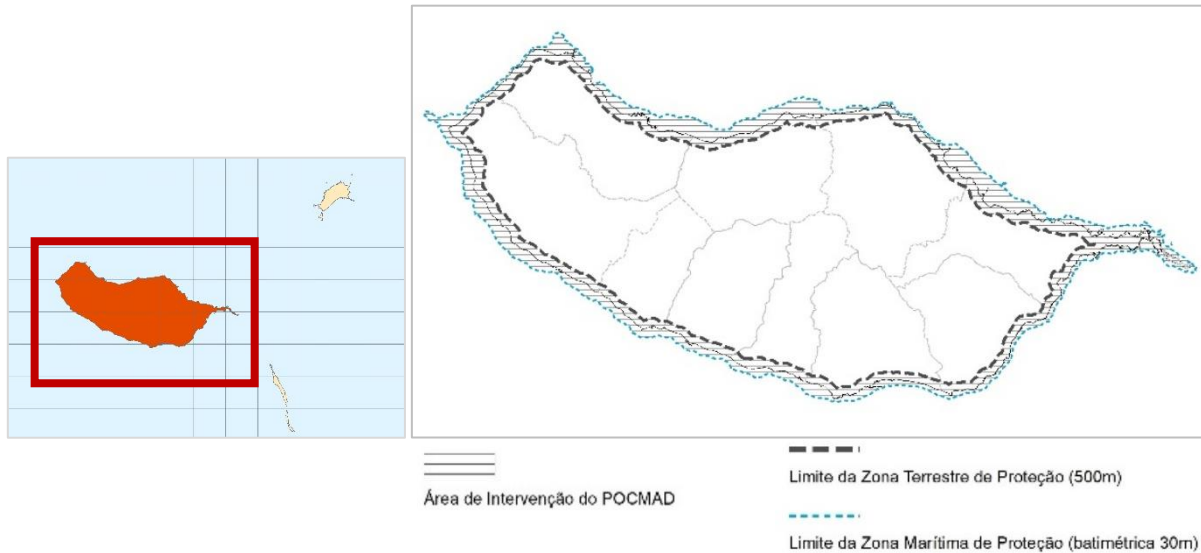 Área de Intervenção do POCMAD
Limite da Zona Terrestre de Proteção (500m)
Limite da Zona Marítima de Proteção (batimétrica 30m)